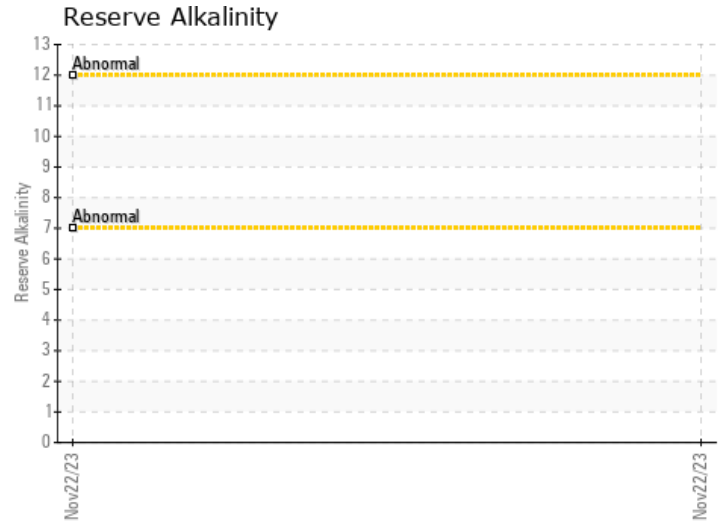 Reserve Alkalinity
13
Abnormal
12
11
10
9
8
Abnormal
7
6
5
4
3
2
1
0
Reserve Alkalinity
Nov22/23
Nov22/23